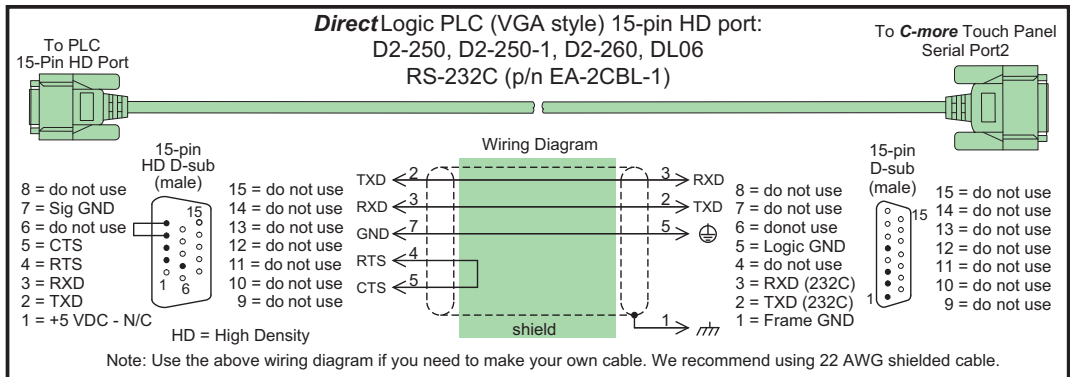 DirectLogic PLC (VGA style) 15-pin HD port:
D2-250, D2-250-1, D2-260, DL06
RS-232C (p/n EA-2CBL-1)
To PLC
15-Pin HD Port
To C-more Touch Panel
Serial Port2
15-pin
HD D-sub
(male)
8 = do not use
7 = Sig GND
6 = do not use
5 = CTS
4 = RTS
3 = RXD
2 = TXD
1 = +5 VDC - N/C
15
1
6
HD = High Density
15 = do not use
14 = do not use
13 = do not use
12 = do not use
11 = do not use
10 = do not use
9 = do not use
Wiring Diagram
TXD 2 3 RXD
RXD 3 2 TXD
GND 7 5
RTS 4
CTS 5
1
shield
8 = do not use
7 = do not use
6 = donot use
5 = Logic GND
4 = do not use
3 = RXD (232C)
2 = TXD (232C)
1 = Frame GND
15-pin
D-sub
(male)
15
1
15 = do not use
14 = do not use
13 = do not use
12 = do not use
11 = do not use
10 = do not use
9 = do not use
Note: Use the above wiring diagram if you need to make your own cable. We recommend using 22 AWG shielded cable.